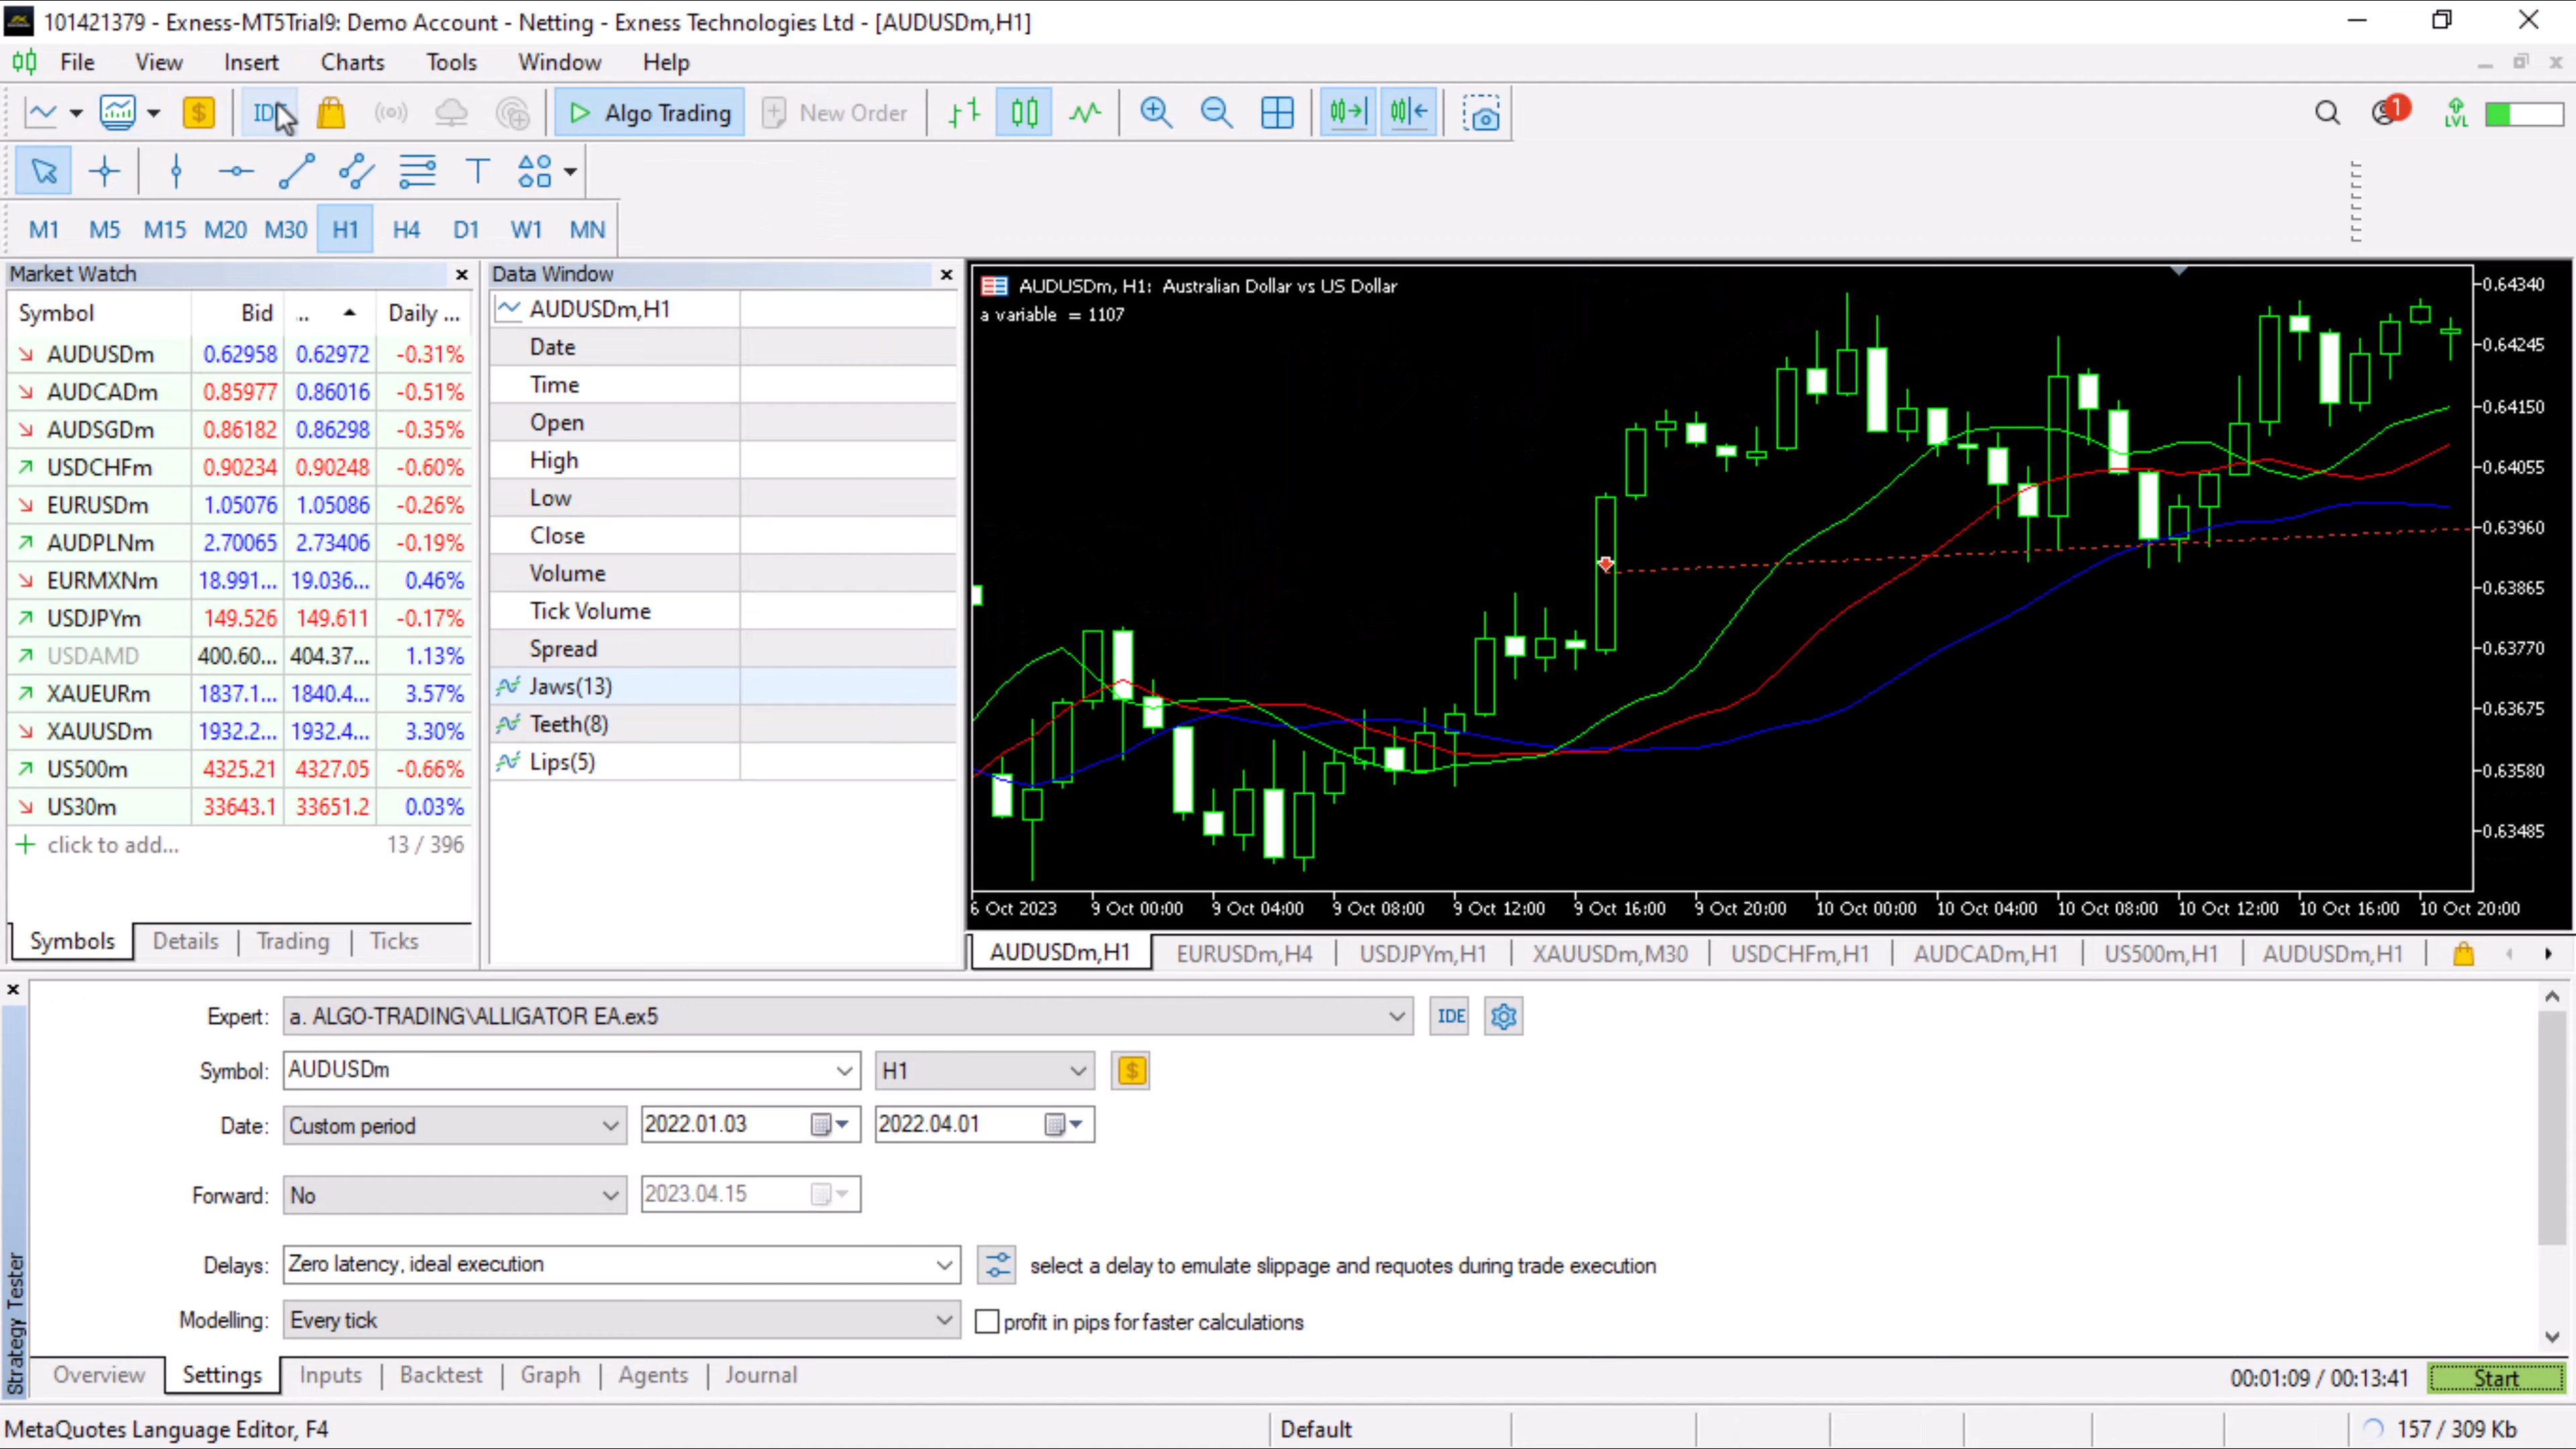 101421379 - Exness-MT5Trial9: Demo Account - Netting - Exness Technologies Ltd - [AUDUSDm,H1]
File View Insert Charts Tools Window Help
Algo Trading New Order 1 LVL
M1 M5 M15 M20 M30 H1 H4 D1 W1 MN
Market Watch
Symbol Bid .. Daily ...
AUDUSDm 0.62958 0.62972 -0.31%
AUDCADm 0.85977 0.86016 -0.51%
AUDSGDm 0.86182 0.86298 -0.35%
USDCHFm 0.90234 0.90248 -0.60%
EURUSDm 1.05076 1.05086 -0.26%
AUDPLNm 2.70065 2.73406 -0.19%
EURMXNm 18.991... 19.036... 0.46%
USDJPYm 149.526 149.611 -0.17%
USDAMD 400.60... 404.37... 1.13%
XAUEURm 1837.1... 1840.4... 3.57%
XAUUSDm 1932.2... 1932.4... 3.30%
US500m 4325.21 4327.05 -0.66%
US30m 33643.1 33651.2 0.03%
click to add... 13 / 396
Symbols Details Trading Ticks
Data Window
AUDUSDm,H1
Date
Time
Open
High
Low
Close
Volume
Tick Volume
Spread
Jaws(13)
Teeth(8)
Lips(5)
AUDUSDm, H1: Australian Dollar vs US Dollar
a variable = 1107
0.64340
0.64245
0.64150
0.64055
0.63960
0.63865
0.63770
0.63675
0.63580
0.63485
6 Oct 2023 9 Oct 00:00 9 Oct 04:00 9 Oct 08:00 9 Oct 12:00 9 Oct 16:00 9 Oct 20:00 10 Oct 00:00 10 Oct 04:00 10 Oct 08:00 10 Oct 12:00 10 Oct 16:00 10 Oct 20:00
AUDUSDm,H1 EURUSDm,H4 USDJPYm,H1 XAUUSDm,M30 USDCHFm,H1 AUDCADm,H1 US500m,H1 AUDUSDm,H1
Expert: a. ALGO-TRADING\ALLIGATOR EA.ex5 IDE
Symbol: AUDUSDm H1
Date: Custom period 2022.01.03 2022.04.01
Forward: No 2023.04.15
Delays: Zero latency, ideal execution select a delay to emulate slippage and requotes during trade execution
Modelling: Every tick profit in pips for faster calculations
Strategy Tester
Overview Settings Inputs Backtest Graph Agents Journal 00:01:09 / 00:13:41 Start
MetaQuotes Language Editor, F4 Default 157 / 309 Kb